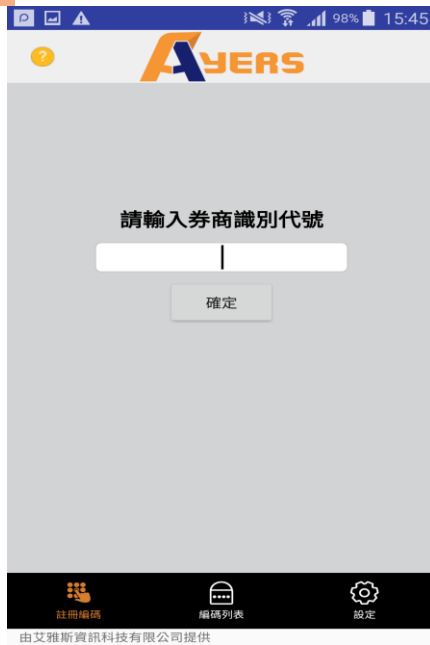 98% 15:45
?
AYERS
請輸入券商識別代號
確定
註冊編碼
編碼列表
設定
由艾雅斯資訊科技有限公司提供